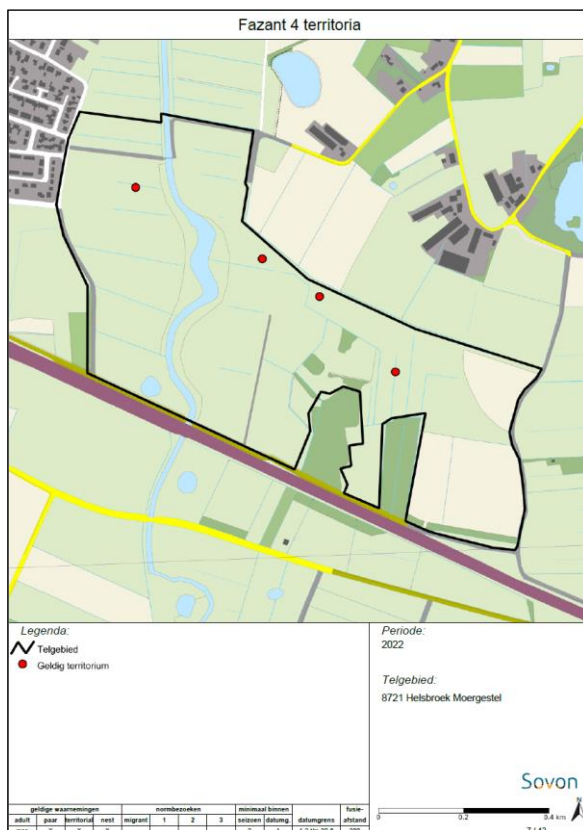 Fazant 4 territoria
Legenda:
Telgebied
Geldig territorium
Periode:
2022
Telgebied:
8721 Helsbroek Moergestel
Sovon
0 0.2 0.4 km
N
geldige waarnemingen normbezoeken minimaal binnen fusie-
adult paar territorial nest migrant 1 2 3 seizoen datumg. datumgrens afstand